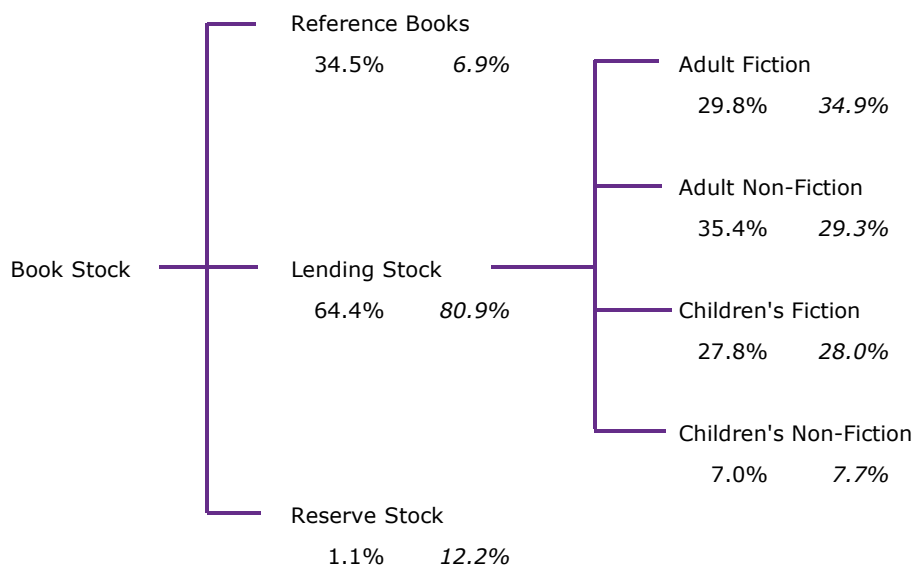 Reference Books
34.5% 6.9%
Adult Fiction
29.8% 34.9%
Adult Non-Fiction
35.4% 29.3%
Book Stock
Lending Stock
64.4% 80.9%
Children's Fiction
27.8% 28.0%
Children's Non-Fiction
7.0% 7.7%
Reserve Stock
1.1% 12.2%